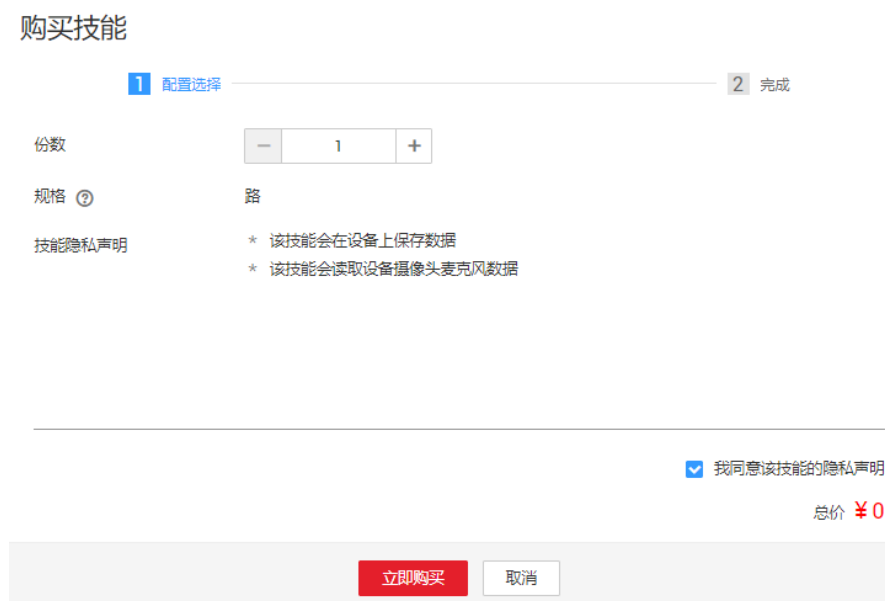 购买技能
1 配置选择 2 完成
份数 − 1 +
规格 ? 路
技能隐私声明 * 该技能会在设备上保存数据
* 该技能会读取设备摄像头麦克风数据
我同意该技能的隐私声明
总价 ¥0
立即购买 取消